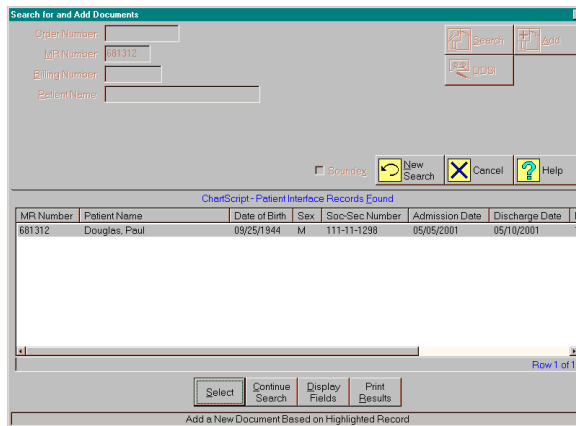 Search for and Add Documents
Order Number:
Search Add
MR Number: 681312
Billing Number:
QDSI
Patient Name:
Soundex New Search Cancel Help
ChartScript - Patient Interface Records Found
MR Number Patient Name Date of Birth Sex Soc-Sec Number Admission Date Discharge Date
681312 Douglas, Paul 09/25/1944 M 111-11-1298 05/05/2001 05/10/2001
Row 1 of 1
Select Continue Search Display Fields Print Results
Add a New Document Based on Highlighted Record